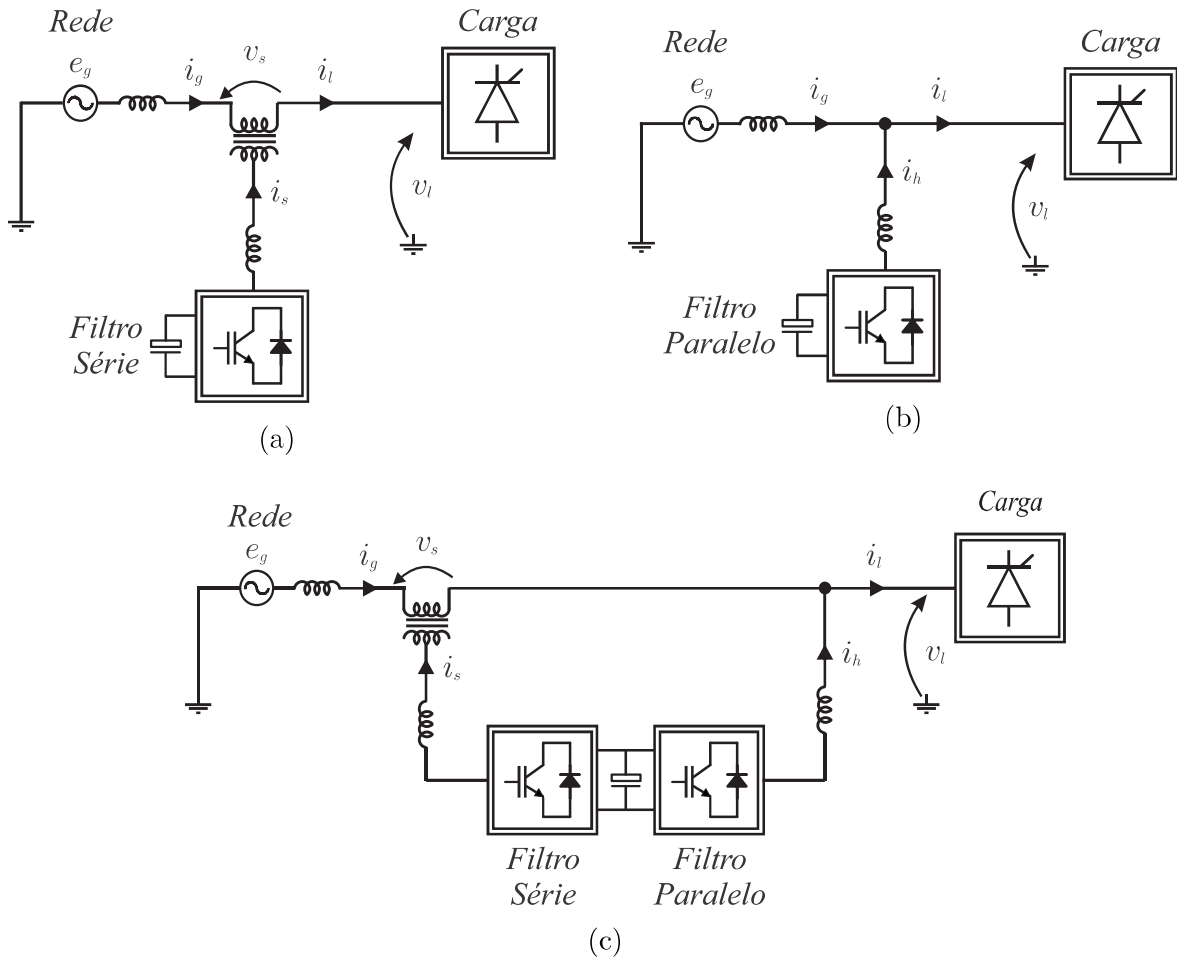 Rede
e_g
i_g
v_s
i_l
Carga
v_l
i_s
Filtro
Série
(a)
Rede
e_g
i_g
i_l
Carga
i_h
v_l
Filtro
Paralelo
(b)
Rede
e_g
i_g
v_s
i_l
Carga
i_s
i_h
v_l
Filtro
Série
Filtro
Paralelo
(c)